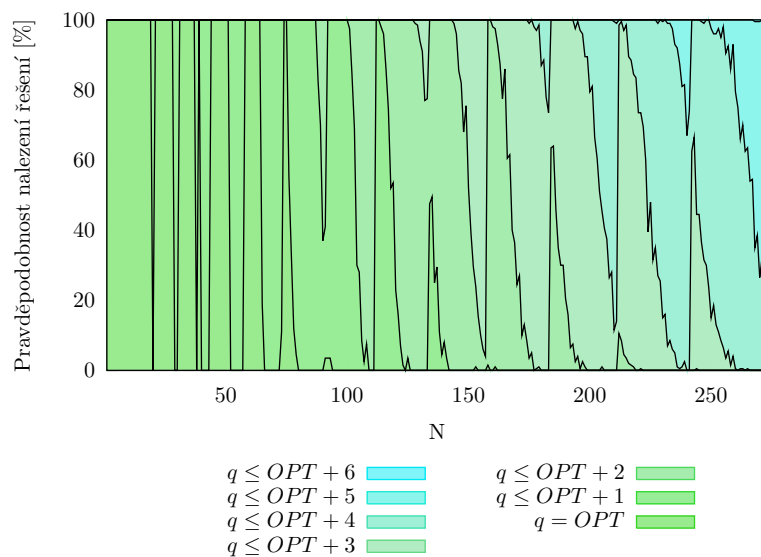 Pravděpodobnost nalezení řešení [%]
100
80
60
40
20
0
50 100 150 200 250
N
q ≤ OPT + 6
q ≤ OPT + 5
q ≤ OPT + 4
q ≤ OPT + 3
q ≤ OPT + 2
q ≤ OPT + 1
q = OPT